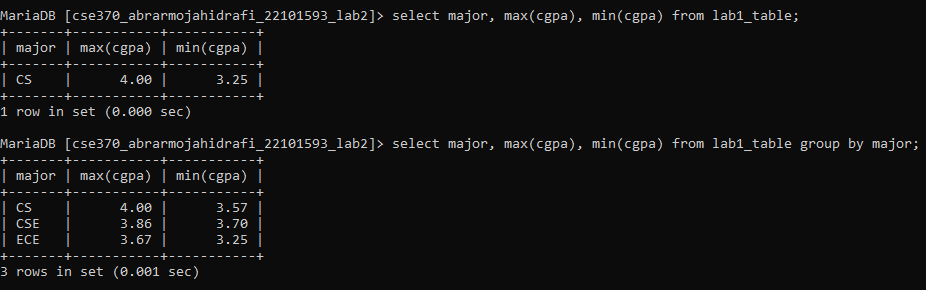 MariaDB [cse370_abrarmojahidrafi_22101593_lab2]> select major, max(cgpa), min(cgpa) from lab1_table;
+-------+-----------+-----------+
| major | max(cgpa) | min(cgpa) |
+-------+-----------+-----------+
| CS    |      4.00 |      3.25 |
+-------+-----------+-----------+
1 row in set (0.000 sec)

MariaDB [cse370_abrarmojahidrafi_22101593_lab2]> select major, max(cgpa), min(cgpa) from lab1_table group by major;
+-------+-----------+-----------+
| major | max(cgpa) | min(cgpa) |
+-------+-----------+-----------+
| CS    |      4.00 |      3.57 |
| CSE   |      3.86 |      3.70 |
| ECE   |      3.67 |      3.25 |
+-------+-----------+-----------+
3 rows in set (0.001 sec)